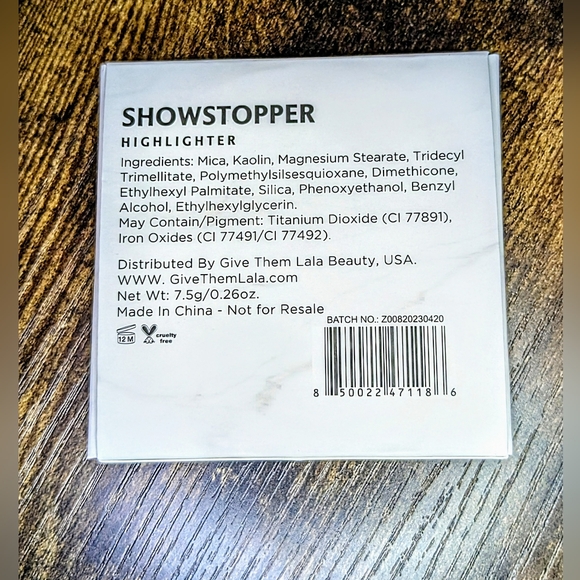 SHOWSTOPPER
HIGHLIGHTER
Ingredients: Mica, Kaolin, Magnesium Stearate, Tridecyl
Trimellitate, Polymethylsilsesquioxane, Dimethicone,
Ethylhexyl Palmitate, Silica, Phenoxyethanol, Benzyl
Alcohol, Ethylhexylglycerin.
May Contain/Pigment: Titanium Dioxide (CI 77891),
Iron Oxides (CI 77491/CI 77492).
Distributed By Give Them Lala Beauty, USA.
WWW. GiveThemLala.com
Net Wt: 7.5g/0.26oz.
Made In China - Not for Resale
BATCH NO.: Z00820230420
12 M
cruelty
free
8 50022 47118 6